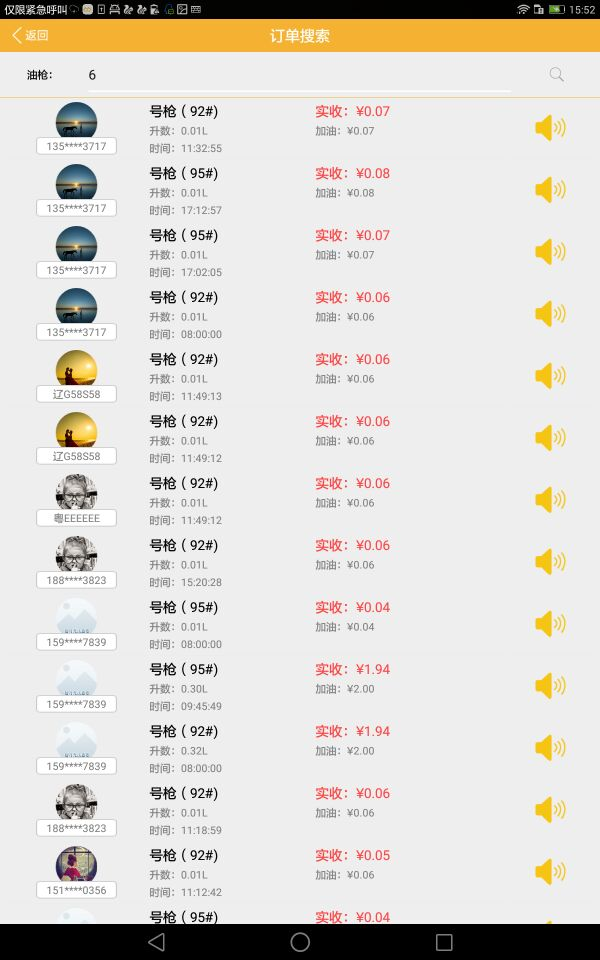 仅限紧急呼叫
15:52
返回
订单搜索
油枪：
6
号枪 ( 92#)
实收：¥0.07
升数：0.01L
加油：¥0.07
135****3717
时间：11:32:55
号枪 ( 95#)
实收：¥0.08
升数：0.01L
加油：¥0.08
135****3717
时间：17:12:57
号枪 ( 95#)
实收：¥0.07
升数：0.01L
加油：¥0.07
135****3717
时间：17:02:05
号枪 ( 92#)
实收：¥0.06
升数：0.01L
加油：¥0.06
135****3717
时间：08:00:00
号枪 ( 92#)
实收：¥0.06
升数：0.01L
加油：¥0.06
辽G58S58
时间：11:49:13
号枪 ( 92#)
实收：¥0.06
升数：0.01L
加油：¥0.06
辽G58S58
时间：11:49:12
号枪 ( 92#)
实收：¥0.06
升数：0.01L
加油：¥0.06
粤EEEEEE
时间：11:49:12
号枪 ( 92#)
实收：¥0.06
升数：0.01L
加油：¥0.06
188****3823
时间：15:20:28
号枪 ( 95#)
实收：¥0.04
升数：0.01L
加油：¥0.04
159****7839
时间：08:00:00
号枪 ( 95#)
实收：¥1.94
升数：0.30L
加油：¥2.00
159****7839
时间：09:45:49
号枪 ( 92#)
实收：¥1.94
升数：0.32L
加油：¥2.00
159****7839
时间：08:00:00
号枪 ( 92#)
实收：¥0.06
升数：0.01L
加油：¥0.06
188****3823
时间：11:18:59
号枪 ( 92#)
实收：¥0.05
升数：0.01L
加油：¥0.06
151****0356
时间：11:12:42
号枪 ( 95#)
实收：¥0.04